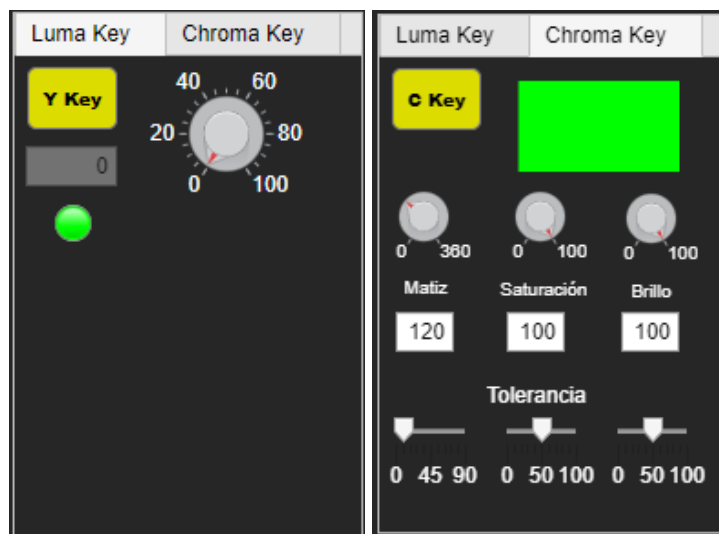 Luma Key Chroma Key
Y Key
40 60
20 80
0 100
0
Luma Key Chroma Key
C Key
0 360 0 100 0 100
Matiz Saturación Brillo
120 100 100
Tolerancia
0 45 90 0 50 100 0 50 100